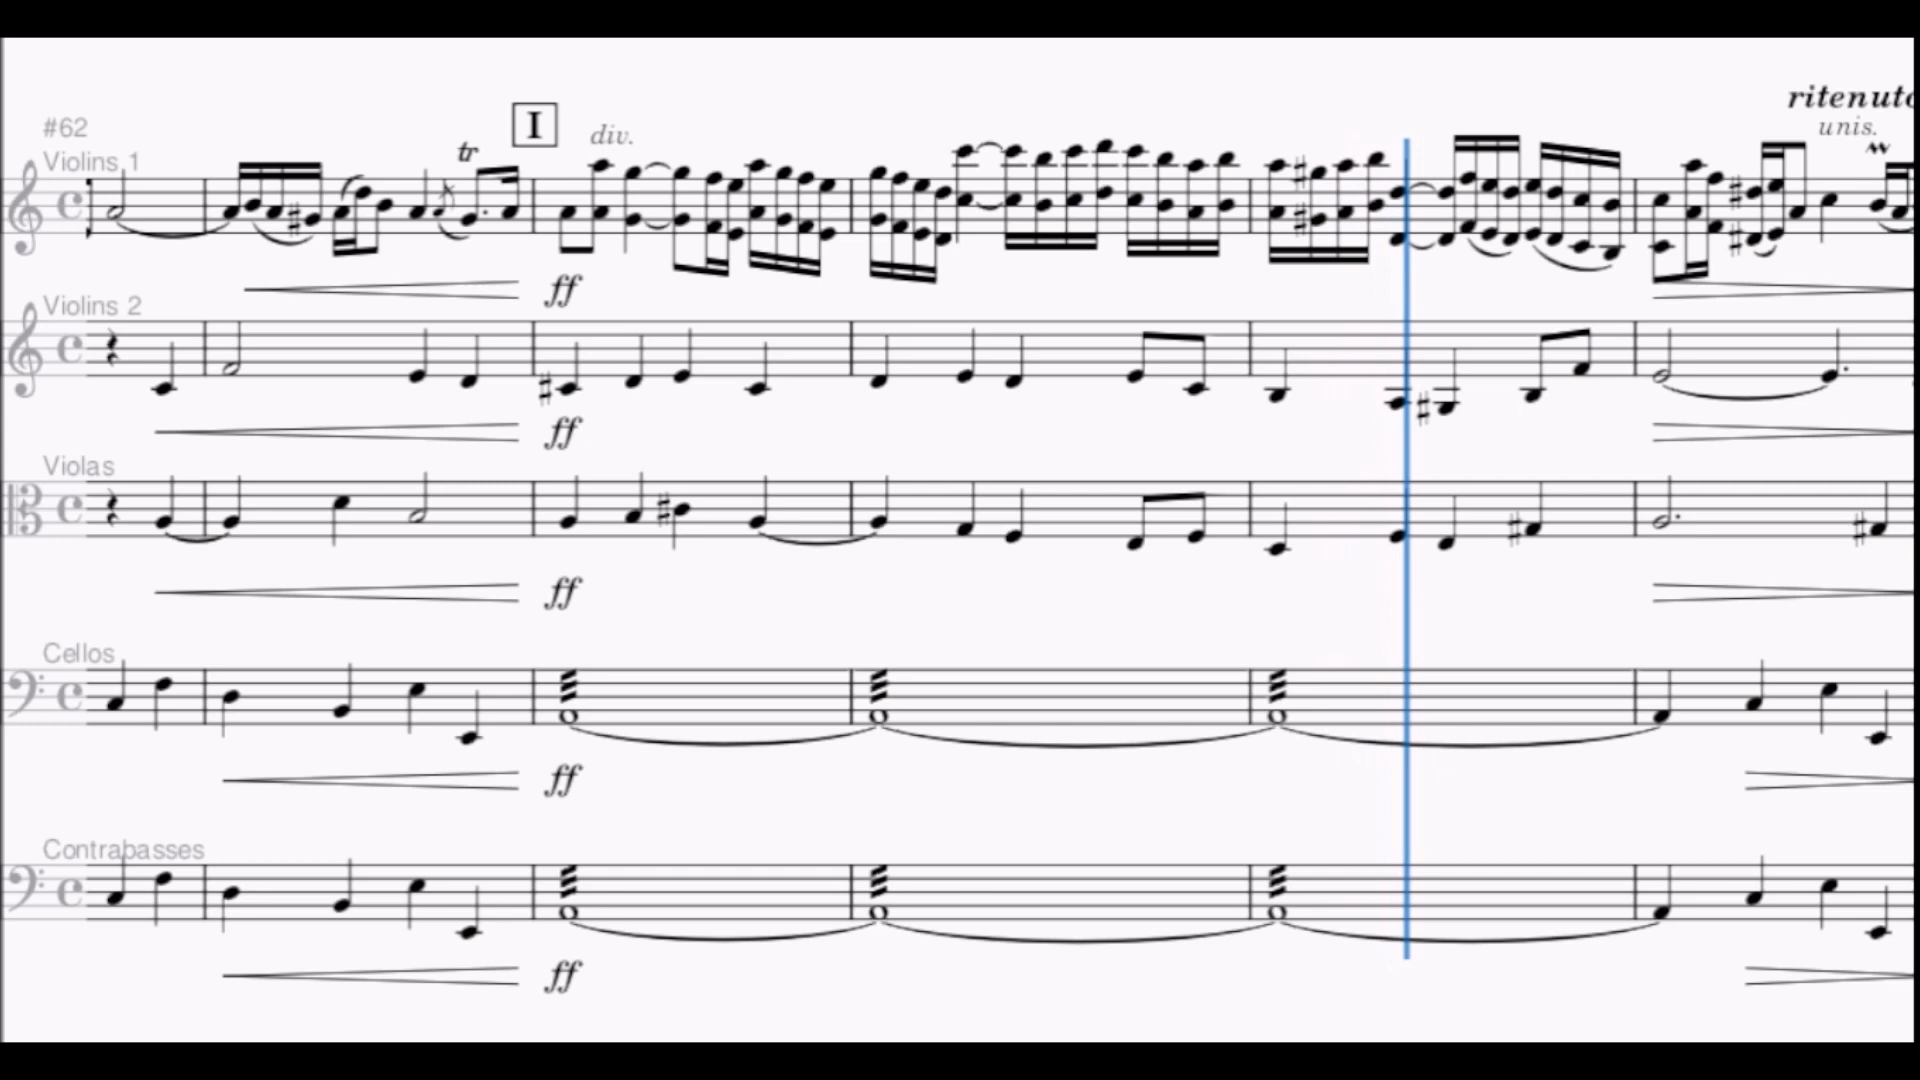 ritenuto
#62
I
div.
unis.
Violins 1
tr
ff
Violins 2
ff
Violas
ff
Cellos
ff
Contrabasses
ff